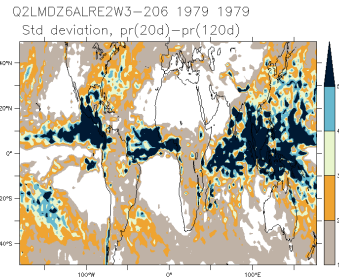 Q2LMDZ6ALRE2W3-206 1979 1979
Std deviation, pr(20d)-pr(120d)
40°N
20°N
0°
20°S
40°S
100°W 0° 100°E
5
4
3
2
1